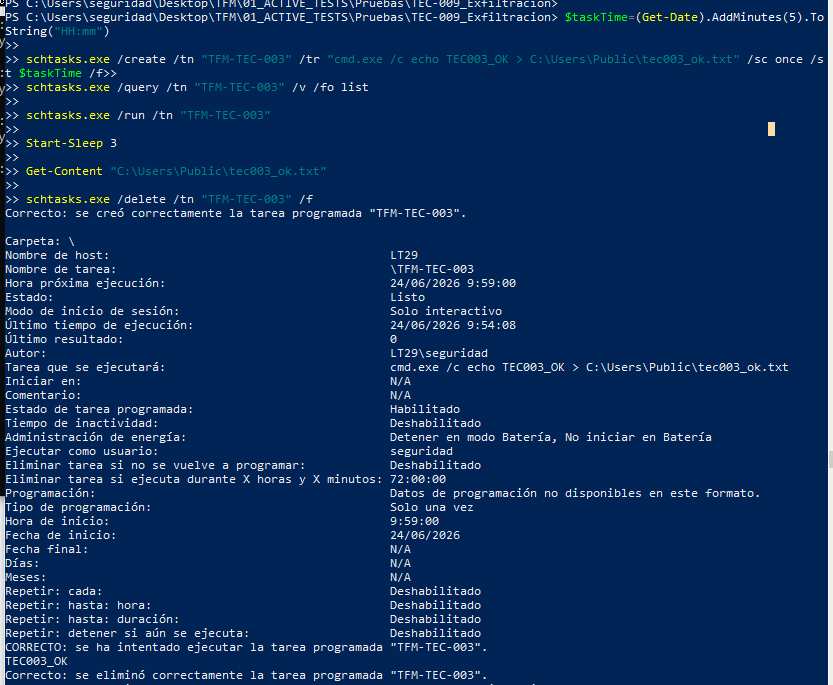 PS C:\Users\seguridad\Desktop\TFM\01_ACTIVE_TESTS\Pruebas\TEC-009_Exfiltracion>
PS C:\Users\seguridad\Desktop\TFM\01_ACTIVE_TESTS\Pruebas\TEC-009_Exfiltracion> $taskTime=(Get-Date).AddMinutes(5).To
String("HH:mm")
>>
>> schtasks.exe /create /tn "TFM-TEC-003" /tr "cmd.exe /c echo TEC003_OK > C:\Users\Public\tec003_ok.txt" /sc once /s
t $taskTime /f>>
>> schtasks.exe /query /tn "TFM-TEC-003" /v /fo list
>>
>> schtasks.exe /run /tn "TFM-TEC-003"
>>
>> Start-Sleep 3
>>
>> Get-Content "C:\Users\Public\tec003_ok.txt"
>>
>> schtasks.exe /delete /tn "TFM-TEC-003" /f
Correcto: se creó correctamente la tarea programada "TFM-TEC-003".
Carpeta: \
Nombre de host: LT29
Nombre de tarea: \TFM-TEC-003
Hora próxima ejecución: 24/06/2026 9:59:00
Estado: Listo
Modo de inicio de sesión: Solo interactivo
Último tiempo de ejecución: 24/06/2026 9:54:08
Último resultado: 0
Autor: LT29\seguridad
Tarea que se ejecutará: cmd.exe /c echo TEC003_OK > C:\Users\Public\tec003_ok.txt
Iniciar en: N/A
Comentario: N/A
Estado de tarea programada: Habilitado
Tiempo de inactividad: Deshabilitado
Administración de energía: Detener en modo Batería, No iniciar en Batería
Ejecutar como usuario: seguridad
Eliminar tarea si no se vuelve a programar: Deshabilitado
Eliminar tarea si ejecuta durante X horas y X minutos: 72:00:00
Programación: Datos de programación no disponibles en este formato.
Tipo de programación: Solo una vez
Hora de inicio: 9:59:00
Fecha de inicio: 24/06/2026
Fecha final: N/A
Días: N/A
Meses: N/A
Repetir: cada: Deshabilitado
Repetir: hasta: hora: Deshabilitado
Repetir: hasta: duración: Deshabilitado
Repetir: detener si aún se ejecuta: Deshabilitado
CORRECTO: se ha intentado ejecutar la tarea programada "TFM-TEC-003".
TEC003_OK
Correcto: se eliminó correctamente la tarea programada "TFM-TEC-003".